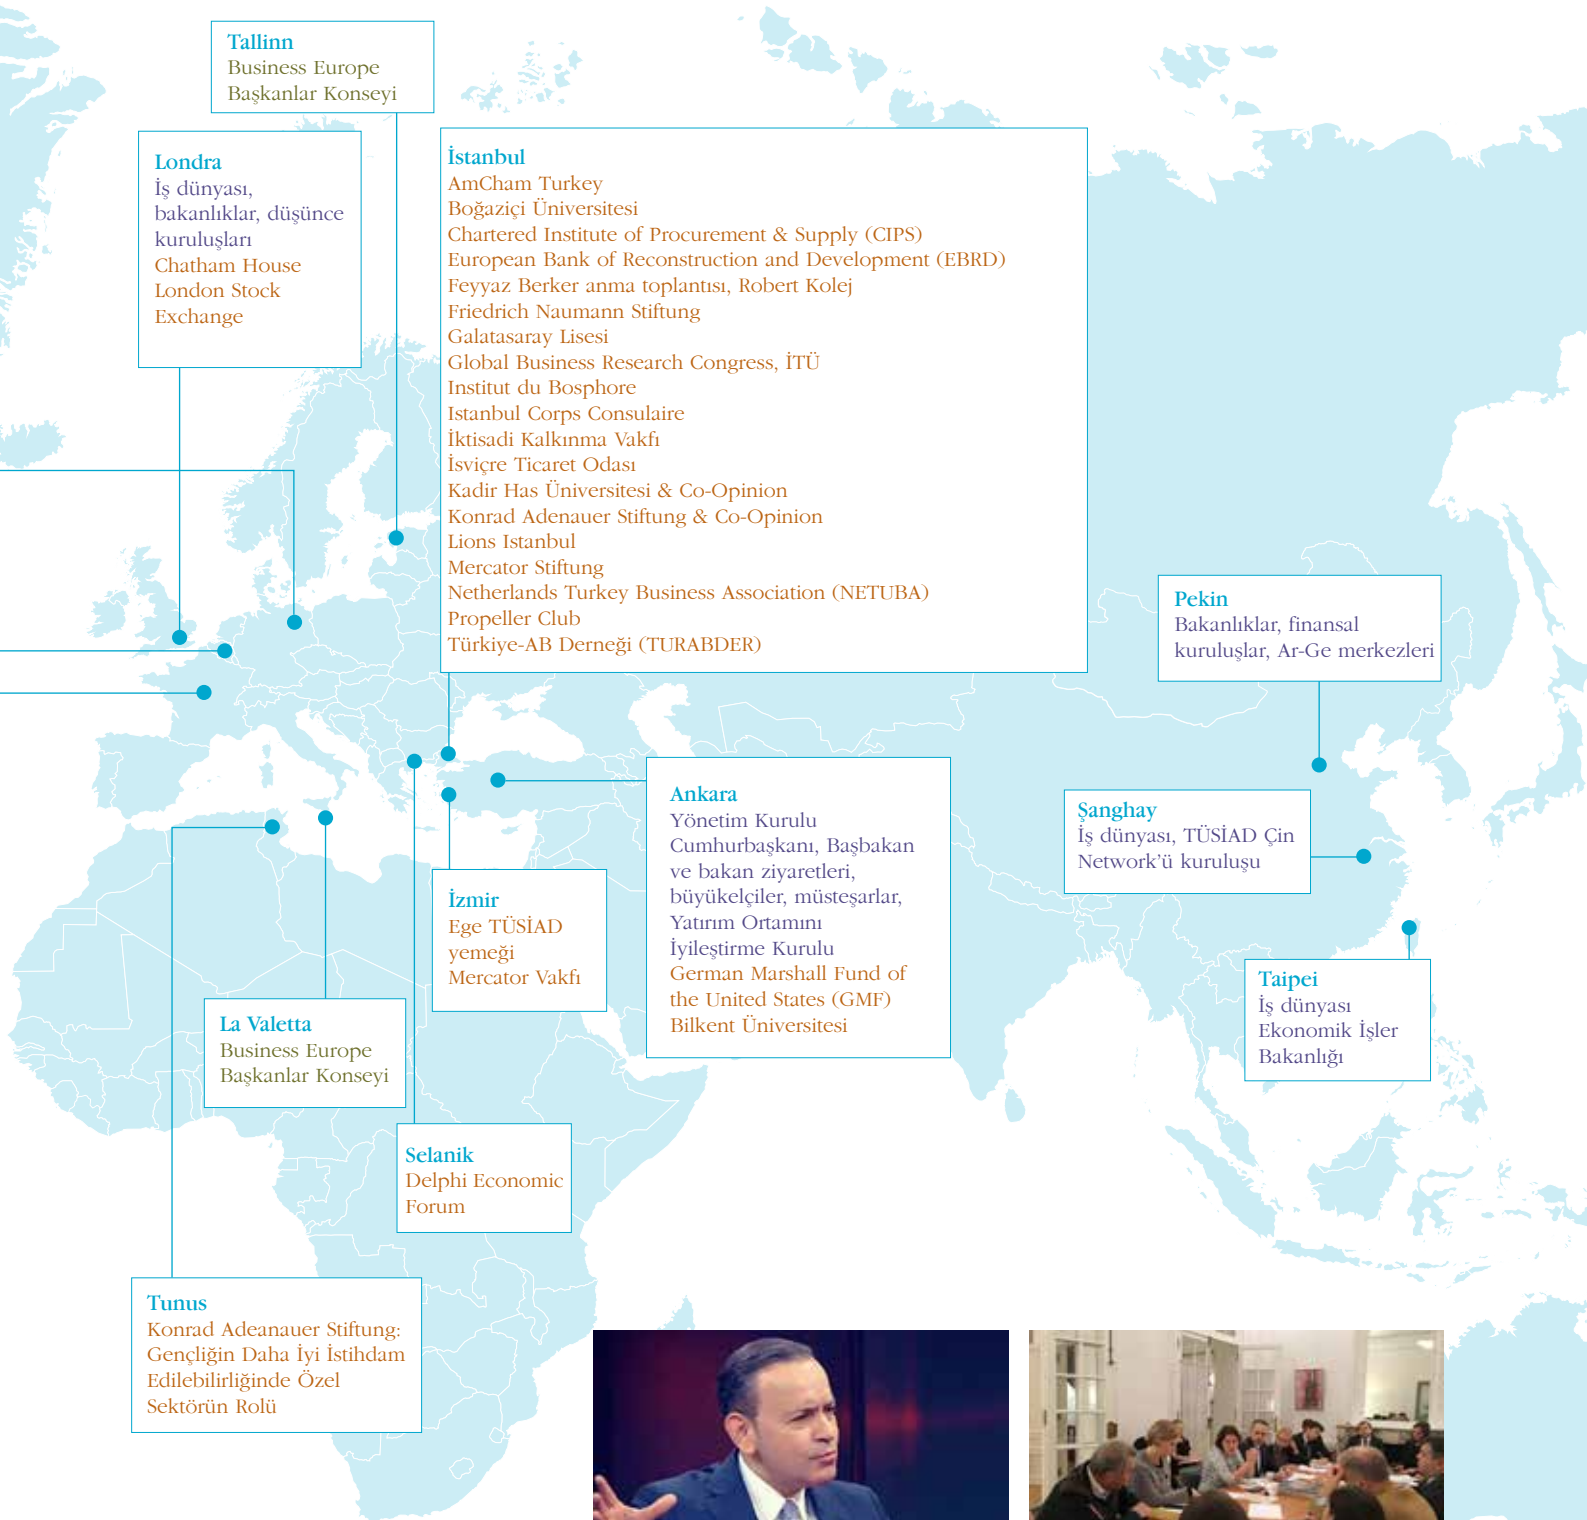 Tallinn
Business Europe
Başkanlar Konseyi
Londra
İş dünyası,
bakanlıklar, düşünce
kuruluşları
Chatham House
London Stock
Exchange
İstanbul
AmCham Turkey
Boğaziçi Üniversitesi
Chartered Institute of Procurement & Supply (CIPS)
European Bank of Reconstruction and Development (EBRD)
Feyyaz Berker anma toplantısı, Robert Kolej
Friedrich Naumann Stiftung
Galatasaray Lisesi
Global Business Research Congress, İTÜ
Institut du Bosphore
Istanbul Corps Consulaire
İktisadi Kalkınma Vakfı
İsviçre Ticaret Odası
Kadir Has Üniversitesi & Co-Opinion
Konrad Adenauer Stiftung & Co-Opinion
Lions Istanbul
Mercator Stiftung
Netherlands Turkey Business Association (NETUBA)
Propeller Club
Türkiye-AB Derneği (TURABDER)
Pekin
Bakanlıklar, finansal
kuruluşlar, Ar-Ge merkezleri
Şanghay
İş dünyası, TÜSİAD Çin
Network'ü kuruluşu
Ankara
Yönetim Kurulu
Cumhurbaşkanı, Başbakan
ve bakan ziyaretleri,
büyükelçiler, müsteşarlar,
Yatırım Ortamını
İyileştirme Kurulu
German Marshall Fund of
the United States (GMF)
Bilkent Üniversitesi
İzmir
Ege TÜSİAD
yemeği
Mercator Vakfı
Taipei
İş dünyası
Ekonomik İşler
Bakanlığı
La Valetta
Business Europe
Başkanlar Konseyi
Selanik
Delphi Economic
Forum
Tunus
Konrad Adeanauer Stiftung:
Gençliğin Daha İyi İstihdam
Edilebilirliğinde Özel
Sektörün Rolü